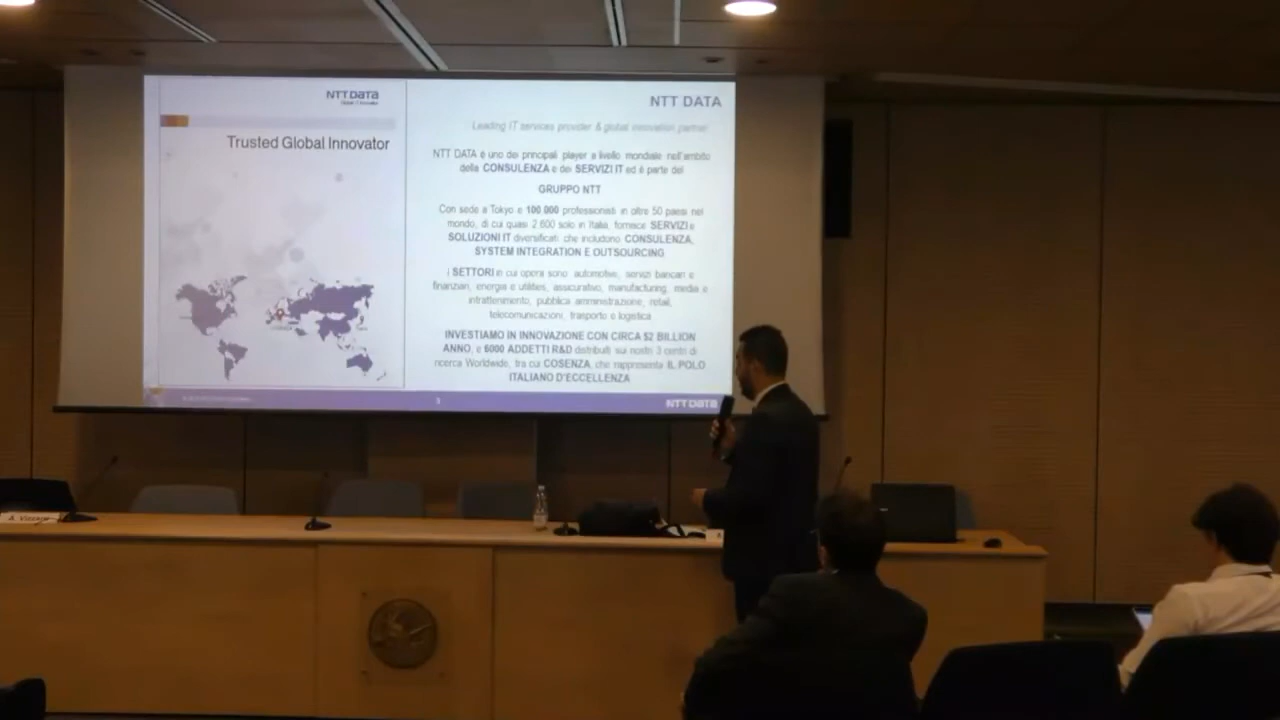 NTT DATA
Global IT Innovator
Trusted Global Innovator
NTT DATA
Leading IT services provider & global innovation partner
NTT DATA è uno dei principali player a livello mondiale nell'ambito
della CONSULENZA e dei SERVIZI IT ed è parte del
GRUPPO NTT
Con sede a Tokyo e 100.000 professionisti in oltre 50 paesi nel
mondo, di cui quasi 2.600 solo in Italia, fornisce SERVIZI e
SOLUZIONI IT diversificati che includono CONSULENZA,
SYSTEM INTEGRATION E OUTSOURCING
I SETTORI in cui opera sono: automotive, servizi bancari e
finanziari, energia e utilities, assicurativo, manufacturing, media e
intrattenimento, pubblica amministrazione, retail,
telecomunicazioni, trasporto e logistica
INVESTIAMO IN INNOVAZIONE CON CIRCA $2 BILLION
ANNO, e 6000 ADDETTI R&D distribuiti sui nostri 3 centri di
ricerca Worldwide, tra cui COSENZA, che rappresenta IL POLO
ITALIANO D'ECCELLENZA
3
NTT DATA